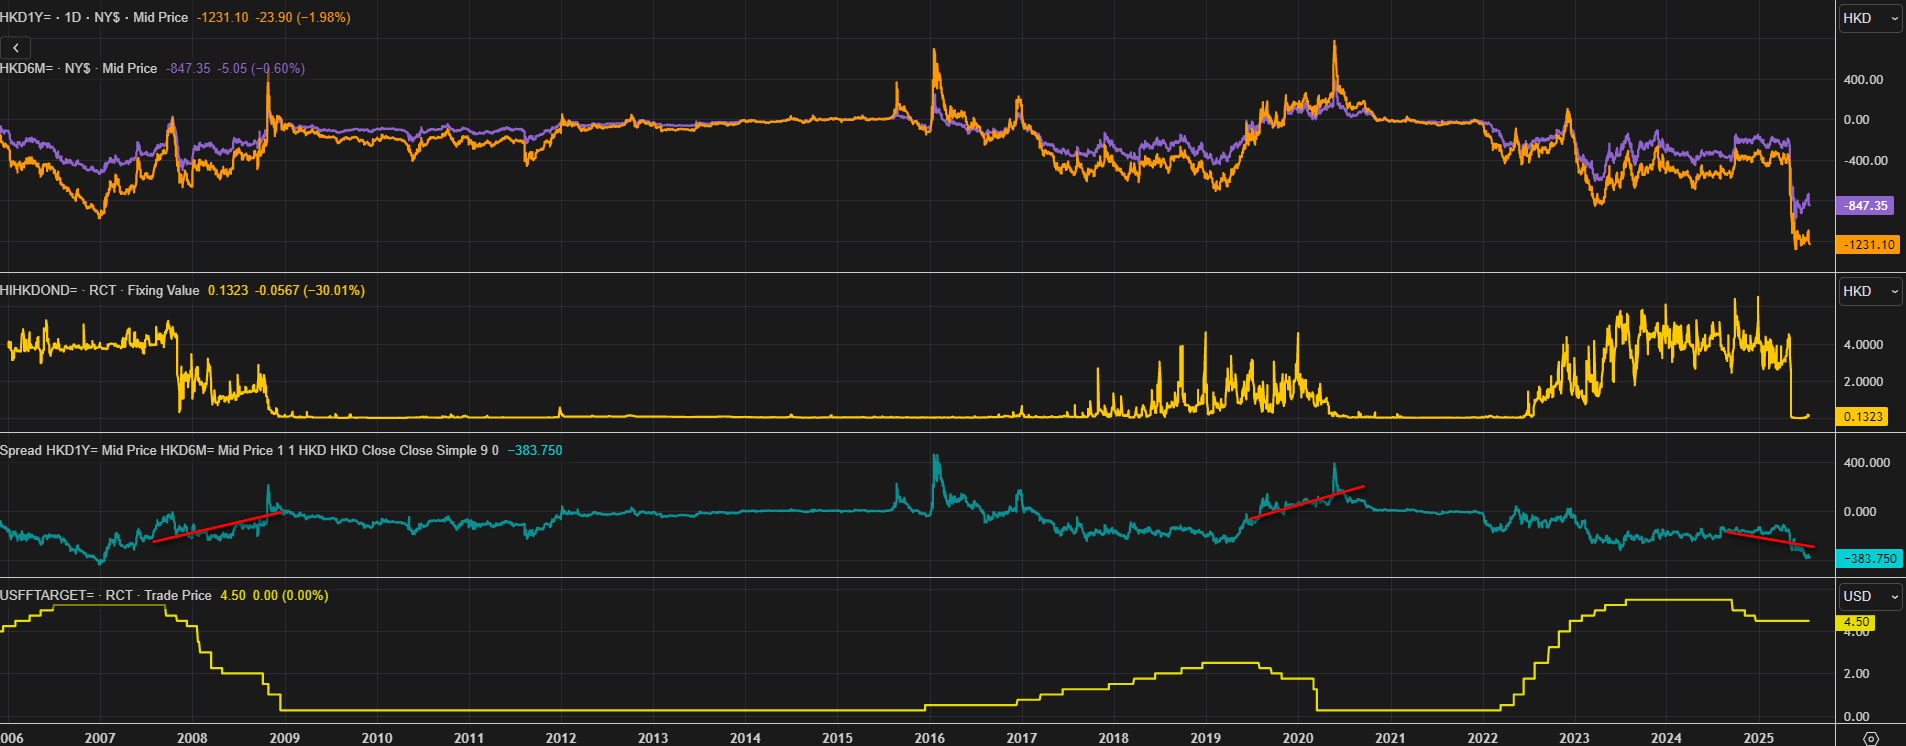 HKD1Y= · 1D · NY$ · Mid Price -1231.10 -23.90 (−1.98%)
HKD
HKD6M= · NY$ · Mid Price -847.35 -5.05 (−0.60%)
400.00
0.00
-400.00
-847.35
-1231.10
HIHKDOND= · RCT · Fixing Value 0.1323 -0.0567 (−30.01%)
HKD
4.0000
2.0000
0.1323
Spread HKD1Y= Mid Price HKD6M= Mid Price 1 1 HKD HKD Close Close Simple 9 0 −383.750
400.000
0.000
−383.750
USFFTARGET= · RCT · Trade Price 4.50 0.00 (0.00%)
USD
4.50
4.00
2.00
0.00
006 2007 2008 2009 2010 2011 2012 2013 2014 2015 2016 2017 2018 2019 2020 2021 2022 2023 2024 2025